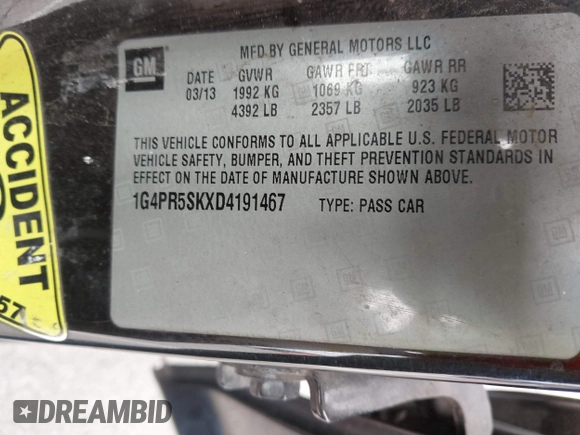 GM
MFD BY GENERAL MOTORS LLC
DATE GVWR GAWR FRT GAWR RR
03/13 1992 KG 1069 KG 923 KG
4392 LB 2357 LB 2035 LB
THIS VEHICLE CONFORMS TO ALL APPLICABLE U.S. FEDERAL MOTOR
VEHICLE SAFETY, BUMPER, AND THEFT PREVENTION STANDARDS IN
EFFECT ON THE DATE OF MANUFACTURE SHOWN ABOVE.
1G4PR5SKXD4191467 TYPE: PASS CAR
ACCIDENT
57
DREAMBID